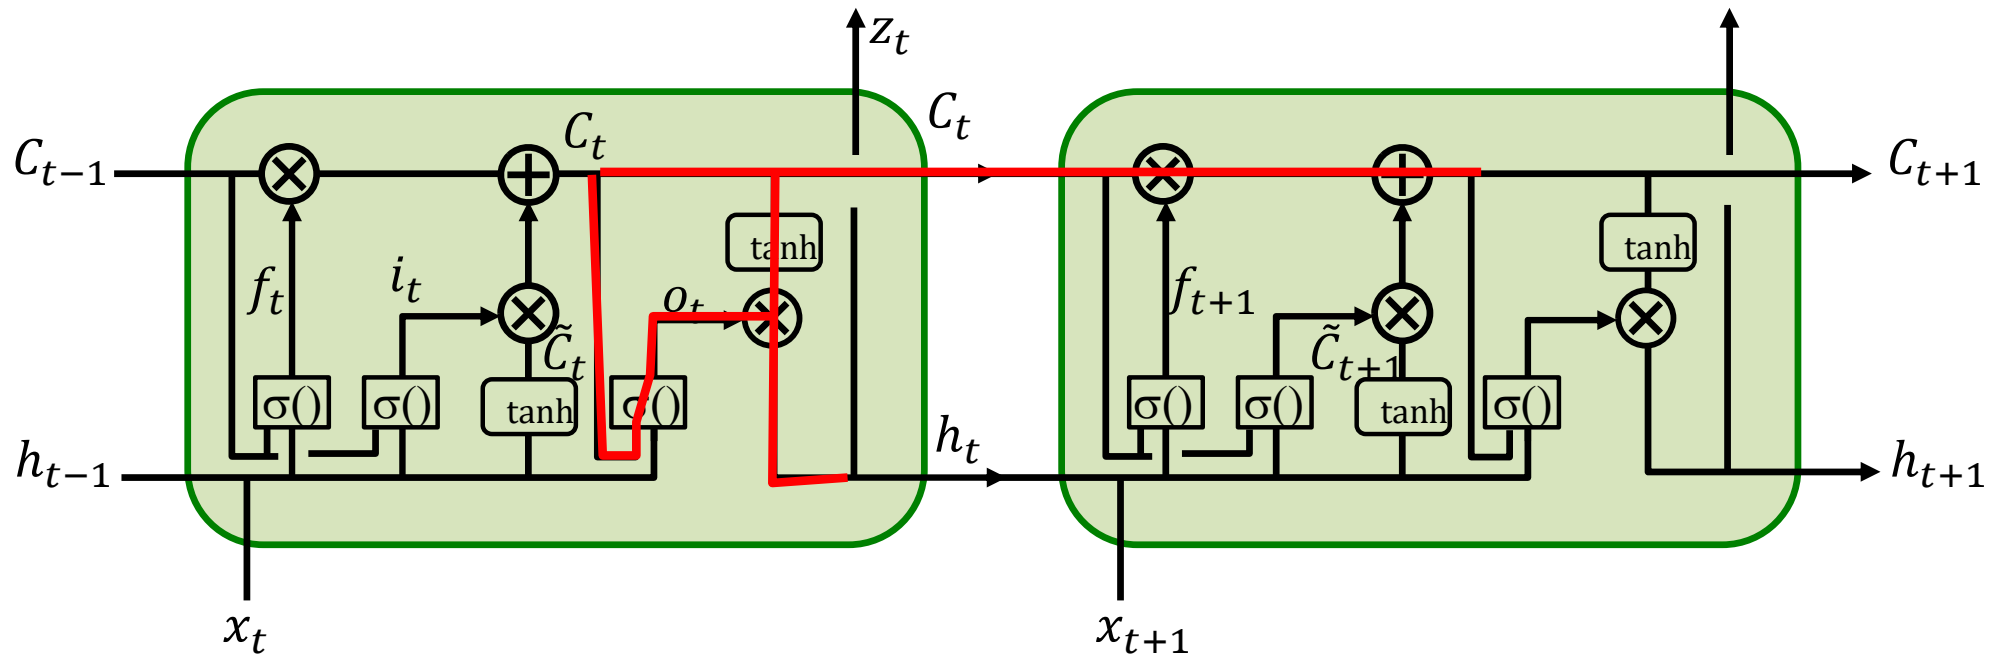 z_t
C_t
C_t
C_{t-1}
C_{t+1}
tanh
tanh
f_t
i_t
o_t
f_{t+1}
C̃_t
C̃_{t+1}
σ()
σ()
tanh
σ()
σ()
σ()
tanh
σ()
h_{t-1}
h_t
h_{t+1}
x_t
x_{t+1}